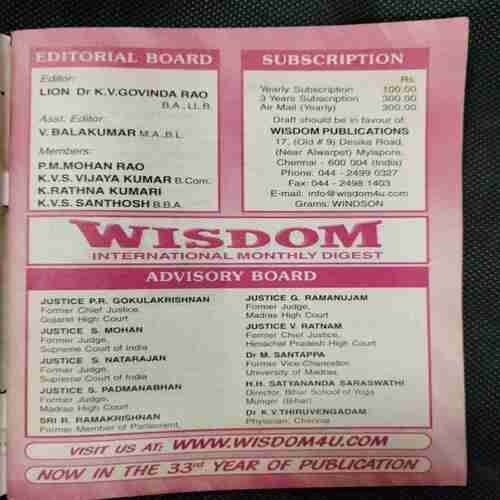 EDITORIAL BOARD
Editor:
LION Dr K.V.GOVINDA RAO
B.A., LL.B.
Asst. Editor:
V. BALAKUMAR M.A.,B.L.
Members:
P.M.MOHAN RAO
K.V.S. VIJAYA KUMAR B.Com.,
K.RATHNA KUMARI
K.V.S. SANTHOSH B.B.A.
SUBSCRIPTION
Rs.
Yearly Subscription 100.00
3 Years Subscription 300.00
Air Mail (Yearly) 300.00
Draft should be in favour of:
WISDOM PUBLICATIONS
17, (Old # 9) Desika Road,
(Near Alwarpet) Mylapore,
Chennai - 600 004 (India)
Phone: 044 - 2499 0327
Fax: 044 - 2498 1403
E-mail: info@wisdom4u.com
Grams: WINDSON
WISDOM
INTERNATIONAL MONTHLY DIGEST
ADVISORY BOARD
JUSTICE P.R. GOKULAKRISHNAN
Former Chief Justice,
Gujarat High Court
JUSTICE S. MOHAN
Former Judge,
Supreme Court of India
JUSTICE S. NATARAJAN
Former Judge,
Supreme Court of India
JUSTICE S. PADMANABHAN
Former Judge,
Madras High Court
SRI R. RAMAKRISHNAN
Former Member of Parliament,
JUSTICE G. RAMANUJAM
Former Judge,
Madras High Court
JUSTICE V. RATNAM
Former Chief Justice,
Himachal Pradesh High Court
Dr M. SANTAPPA
Former Vice-Chancellor,
University of Madras,
H.H. SATYANANDA SARASWATHI
Director, Bihar School of Yoga
Munger (Bihar)
Dr K.V.THIRUVENGADAM
Physician, Chennai
VISIT US AT: WWW.WISDOM4U.COM
NOW IN THE 33rd YEAR OF PUBLICATION